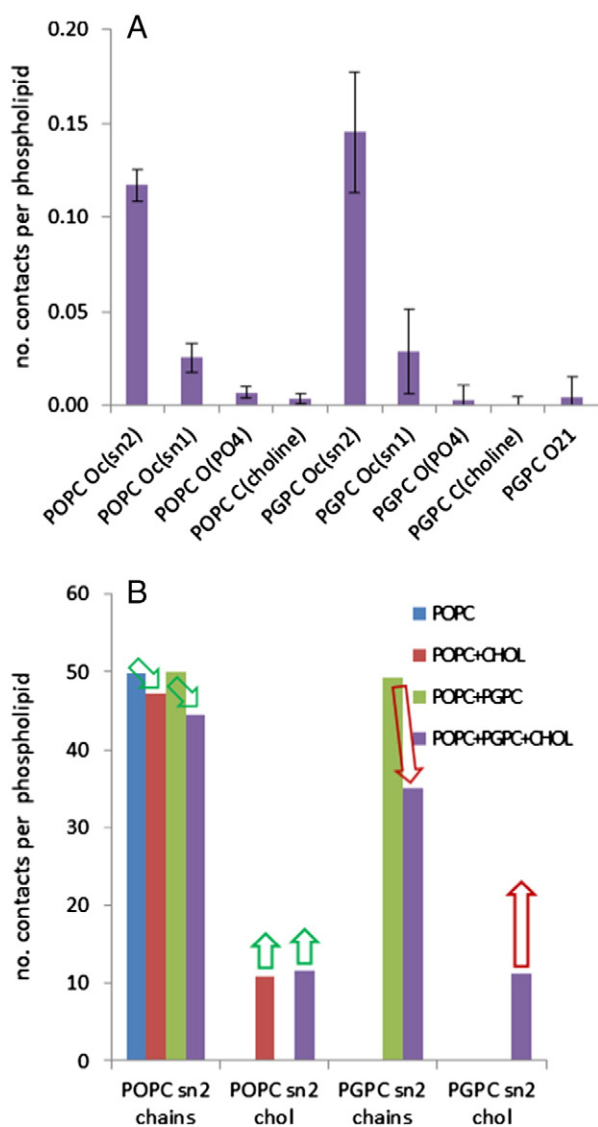 A
no. contacts per phospholipid
0.20
0.15
0.10
0.05
0.00
POPC Oc(sn2)
POPC Oc(sn1)
POPC O(PO4)
POPC C(choline)
PGPC Oc(sn2)
PGPC Oc(sn1)
PGPC O(PO4)
PGPC C(choline)
PGPC O21
B
no. contacts per phospholipid
60
50
40
30
20
10
0
POPC
POPC+CHOL
POPC+PGPC
POPC+PGPC+CHOL
POPC sn2
chains
POPC sn2
chol
PGPC sn2
chains
PGPC sn2
chol